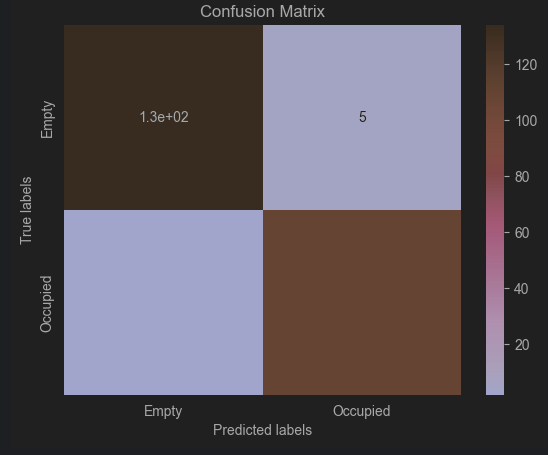 Confusion Matrix
Empty
Occupied
True labels
1.3e+02
5
Empty
Occupied
Predicted labels
120
100
80
60
40
20